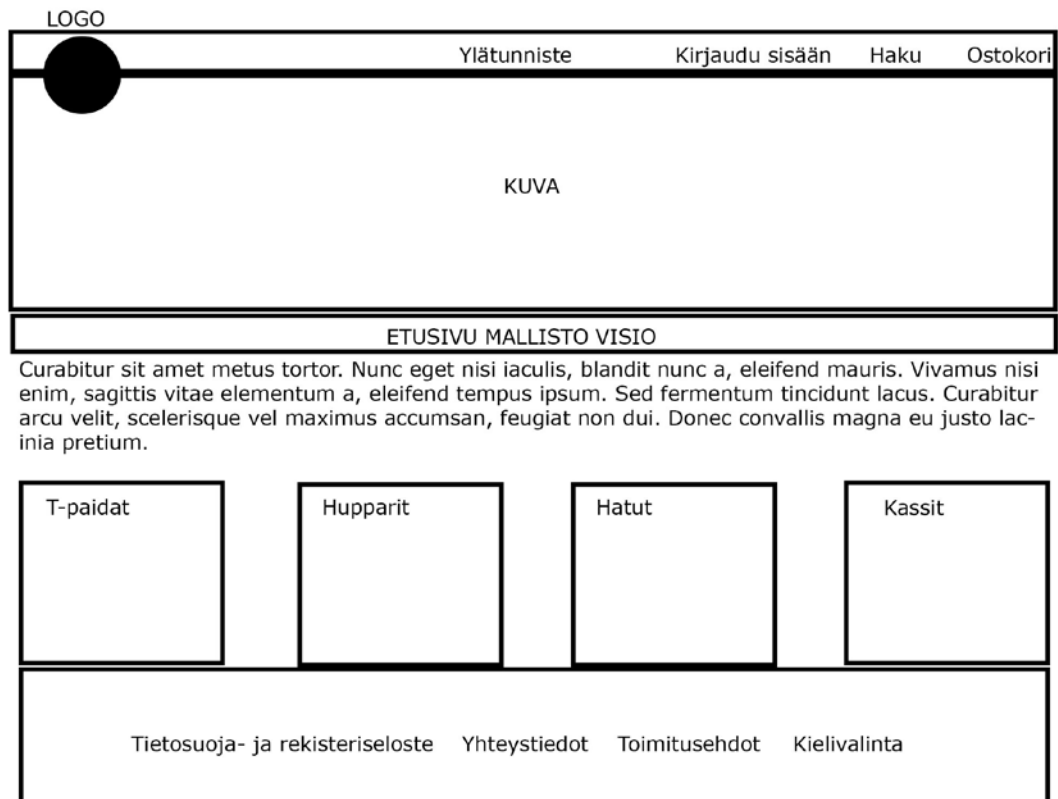 LOGO
Ylätunniste Kirjaudu sisään Haku Ostokori
KUVA
ETUSIVU MALLISTO VISIO
Curabitur sit amet metus tortor. Nunc eget nisi iaculis, blandit nunc a, eleifend mauris. Vivamus nisi
enim, sagittis vitae elementum a, eleifend tempus ipsum. Sed fermentum tincidunt lacus. Curabitur
arcu velit, scelerisque vel maximus accumsan, feugiat non dui. Donec convallis magna eu justo lac-
inia pretium.
T-paidat Hupparit Hatut Kassit
Tietosuoja- ja rekisteriseloste Yhteystiedot Toimitusehdot Kielivalinta